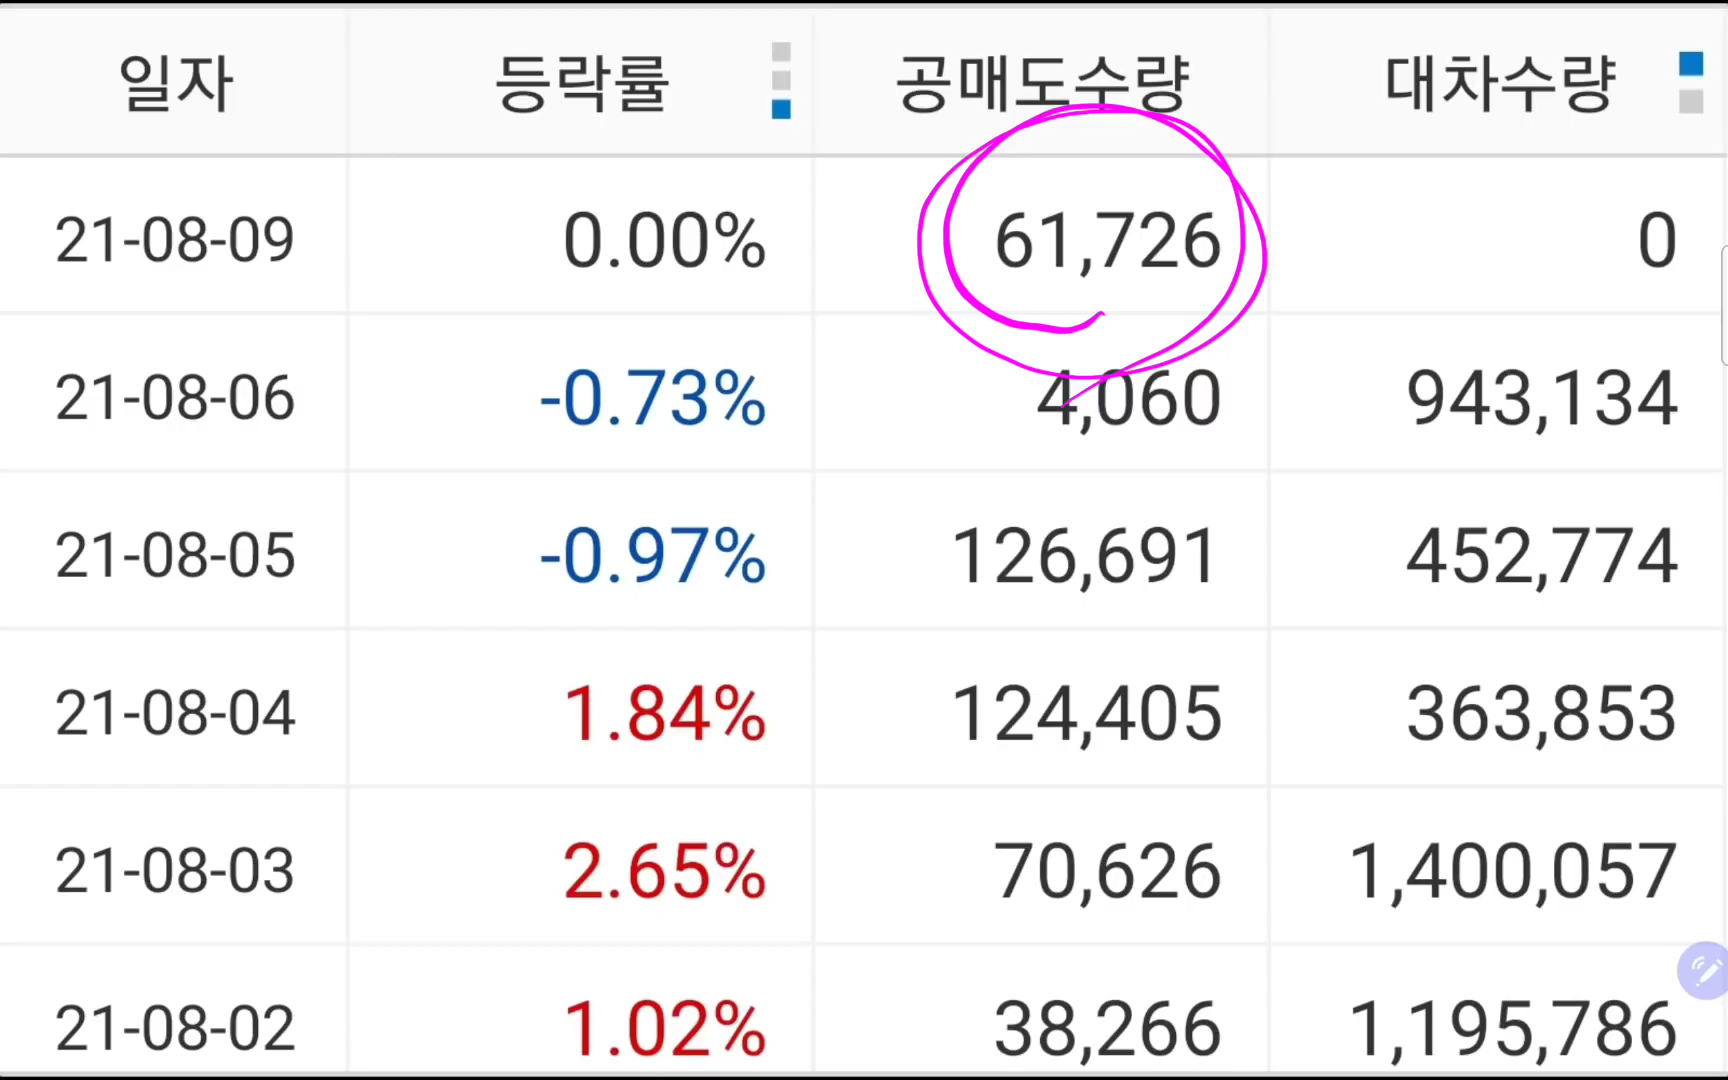 일자 등락률 공매도수량 대차수량
21-08-09 0.00% 61,726 0
21-08-06 -0.73% 4,060 943,134
21-08-05 -0.97% 126,691 452,774
21-08-04 1.84% 124,405 363,853
21-08-03 2.65% 70,626 1,400,057
21-08-02 1.02% 38,266 1,195,786